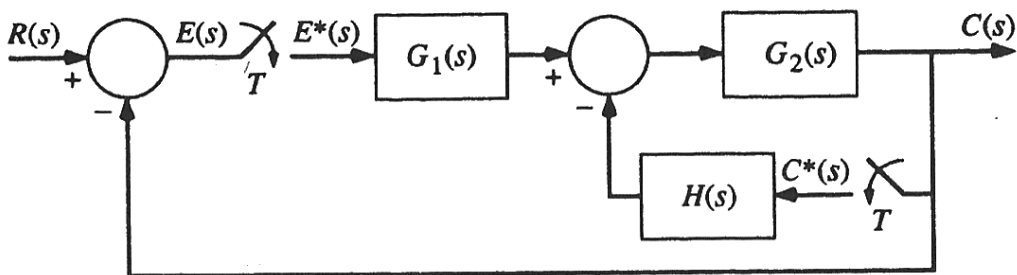 R(s)
+
−
E(s)
T
E*(s)
G₁(s)
+
−
G₂(s)
C(s)
H(s)
C*(s)
T